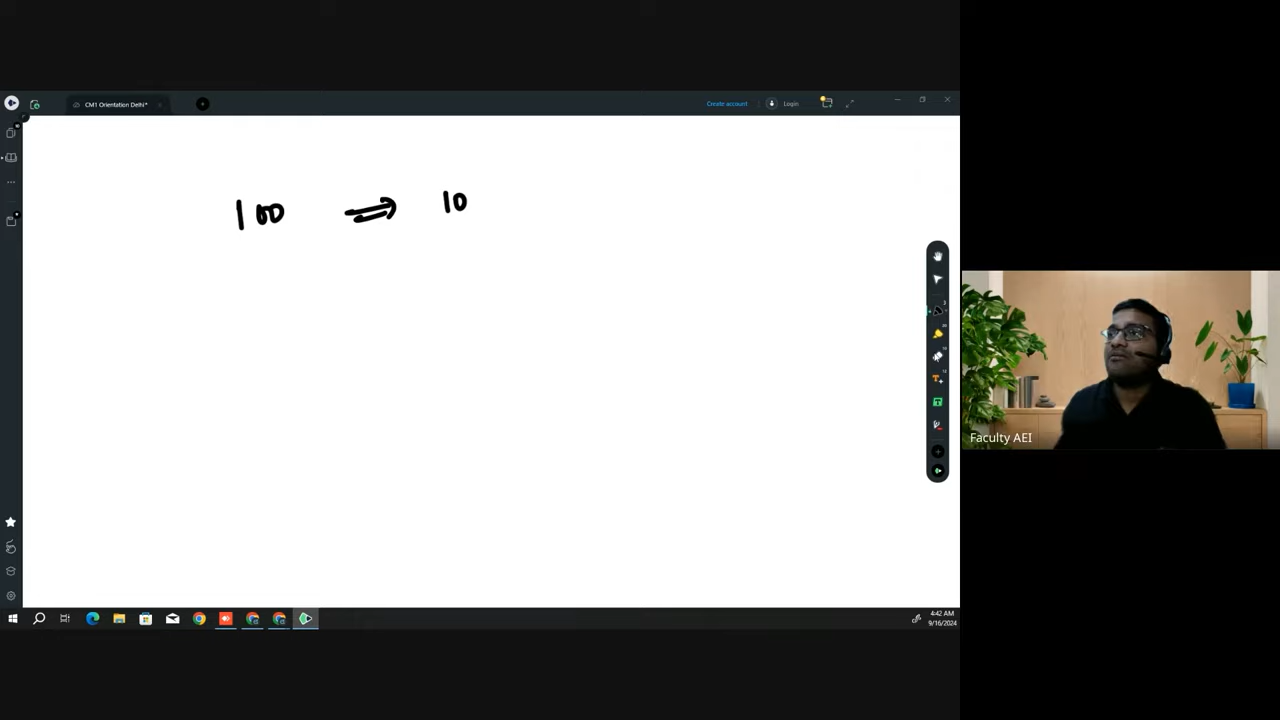 CM1 Orientation Delhi*
Create account
Login
100 ⇒ 10
Faculty AEI
4:42 AM
9/16/2024